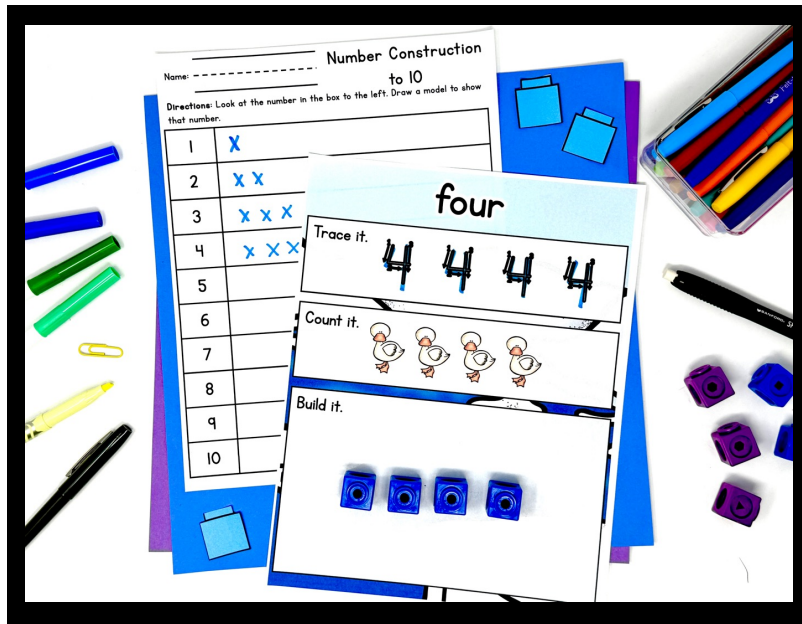 Number Construction
to 10
Name:
Directions: Look at the number in the box to the left. Draw a model to show
that number.
1 X
2 X X
3 X X X
4 X X X
5
6
7
8
9
10
four
Trace it. 4 4 4 4
Count it.
Build it.